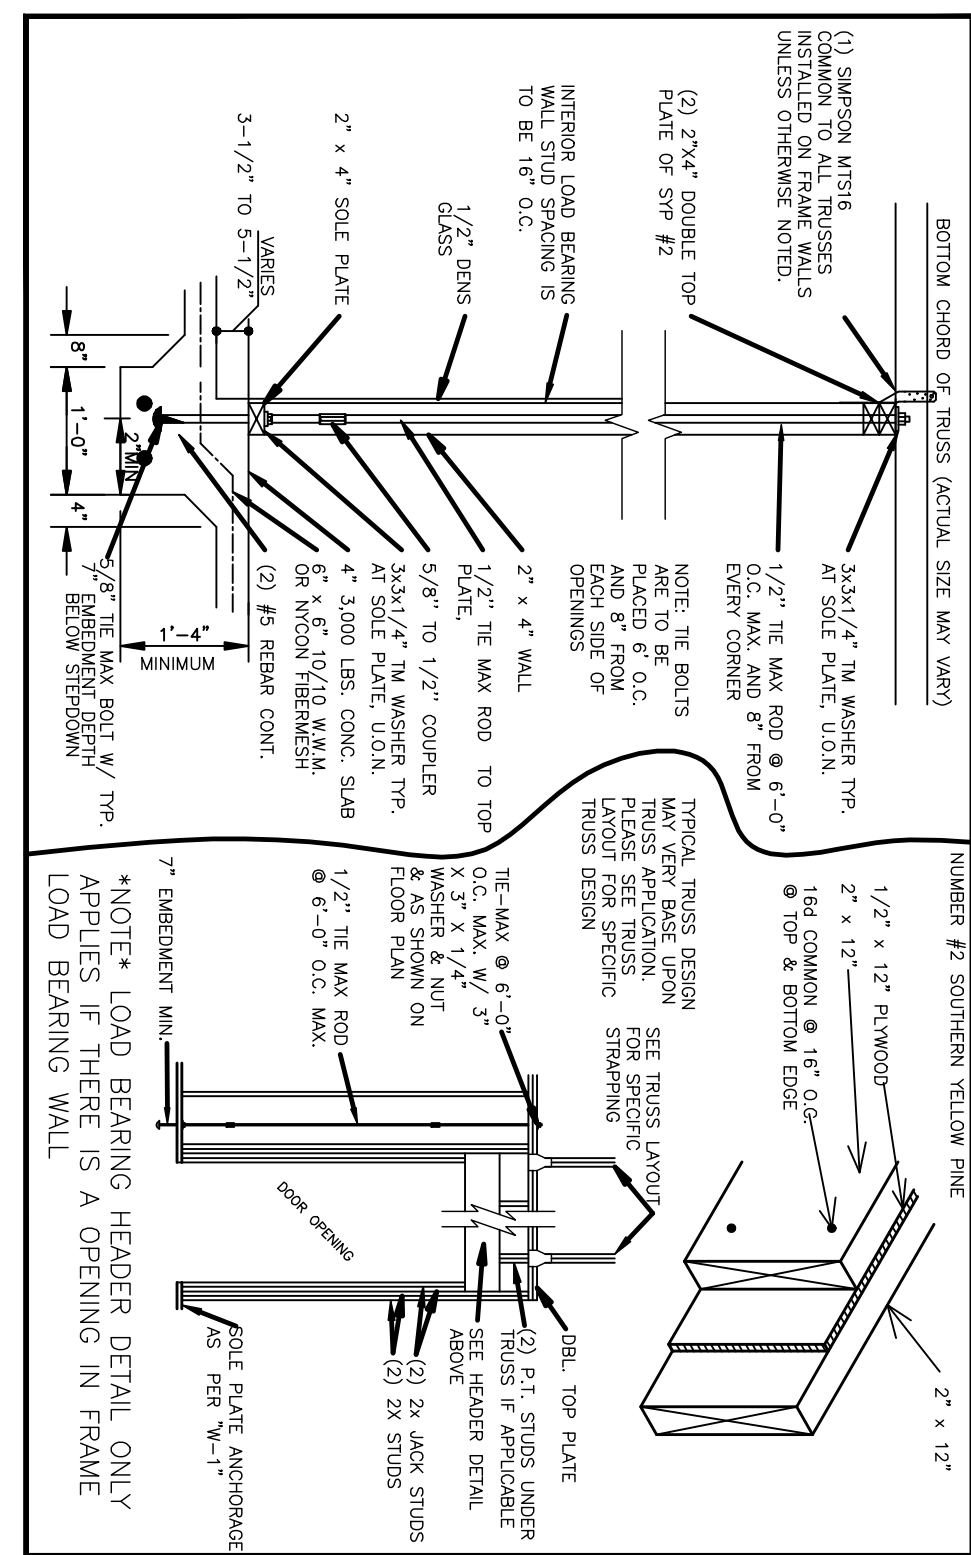 BOTTOM CHORD OF TRUSS (ACTUAL SIZE MAY VARY)
(1) SIMPSON MTS16
COMMON TO ALL TRUSSES
INSTALLED ON FRAME WALLS
UNLESS OTHERWISE NOTED.
(2) 2"X4" DOUBLE TOP
PLATE OF SYP #2
INTERIOR LOAD BEARING
WALL STUD SPACING IS
TO BE 16" O.C.
1/2" DENS
GLASS
2" x 4" SOLE PLATE
VARIES
3-1/2" TO 5-1/2"
8"
1'-0"
2"MIN
4"
1'-4"
MINIMUM
3x3x1/4" TM WASHER TYP.
AT SOLE PLATE, U.O.N.
1/2'' TIE MAX ROD @ 6'-0"
O.C. MAX. AND 8" FROM
EVERY CORNER
NOTE: TIE BOLTS
ARE TO BE
PLACED 6' O.C.
AND 8" FROM
EACH SIDE OF
OPENINGS
2" x 4" WALL
1/2'' TIE MAX ROD TO TOP
PLATE,
5/8'' TO 1/2'' COUPLER
3x3x1/4" TM WASHER TYP.
AT SOLE PLATE, U.O.N.
4" 3,000 LBS. CONC. SLAB
6" x 6" 10/10 W.W.M.
OR NYCON FIBERMESH
(2) #5 REBAR CONT.
5/8" TIE MAX BOLT W/ TYP.
7" EMBEDMENT DEPTH
BELOW STEPDOWN
NUMBER #2 SOUTHERN YELLOW PINE
1/2" x 12" PLYWOOD
2" x 12"
16d COMMON @ 16" O.C.
@ TOP & BOTTOM EDGE
2" x 12"
TYPICAL TRUSS DESIGN
MAY VERY BASE UPON
TRUSS APPLICATION.
PLEASE SEE TRUSS
LAYOUT FOR SPECIFIC
TRUSS DESIGN
SEE TRUSS LAYOUT
FOR SPECIFIC
STRAPPING
TIE-MAX @ 6'-0"
O.C. MAX. W/ 3"
X 3" X 1/4"
WASHER & NUT
& AS SHOWN ON
FLOOR PLAN
1/2'' TIE MAX ROD
@ 6'-0" O.C. MAX.
7" EMBEDMENT MIN.
DOOR OPENING
DBL. TOP PLATE
(2) P.T. STUDS UNDER
TRUSS IF APPLICABLE
SEE HEADER DETAIL
ABOVE
(2) 2x JACK STUDS
(2) 2X STUDS
SOLE PLATE ANCHORAGE
AS PER "W-1"
*NOTE* LOAD BEARING HEADER DETAIL ONLY
APPLIES IF THERE IS A OPENING IN FRAME
LOAD BEARING WALL